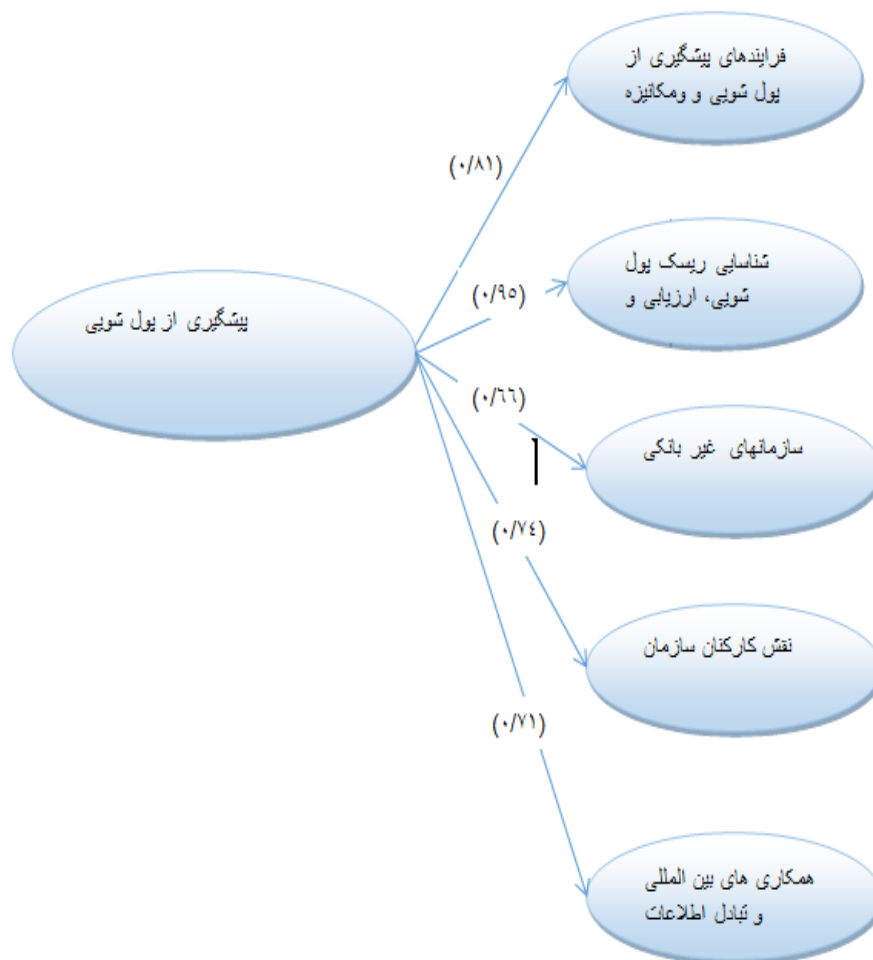 فرایندهای پیشگیری از
پول شویی و ومکانیزه
(۰/۸۱)
شناسایی ریسک پول
شویی، ارزیابی و
(۰/۹۵)
پیشگیری از پول شویی
(۰/٦٦)
سازمانهای غیر بانکی
(۰/٧٤)
نقش کارکنان سازمان
(۰/۷۱)
همکاری های بین المللی
و تبادل اطلاعات